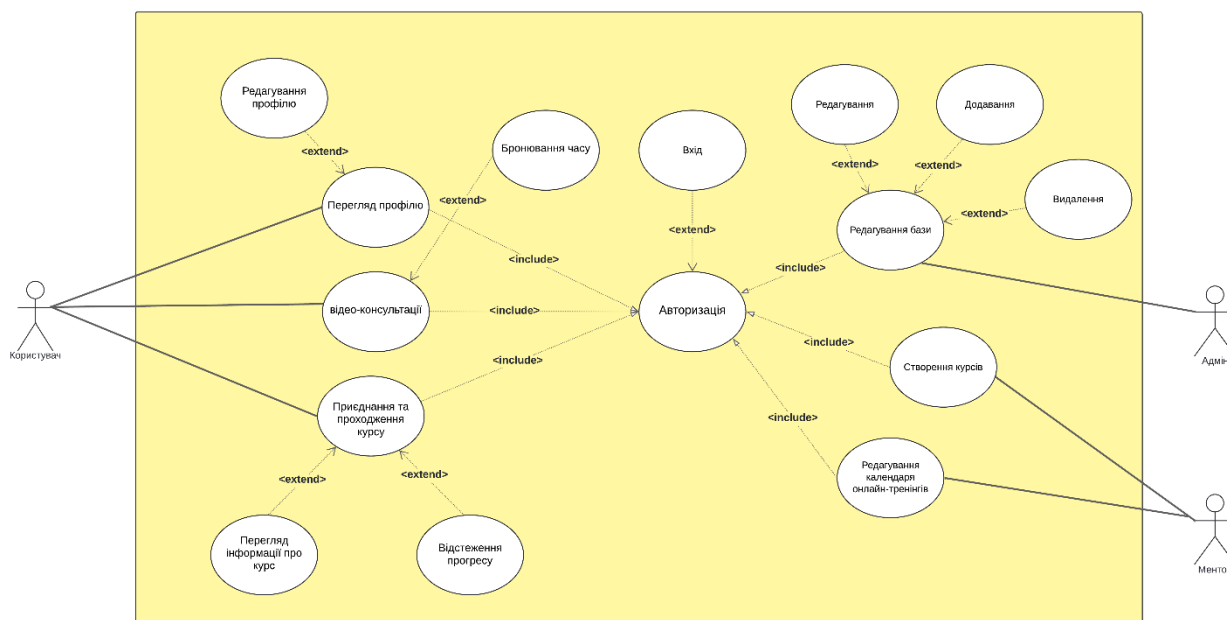 Редагування
профілю
<extend>
Бронювання часу
Вхід
Редагування
Додавання
<extend>
<extend>
Видалення
<extend>
Перегляд профілю
<extend>
<extend>
Редагування бази
<include>
<include>
відео-консультації
<include>
Авторизація
Користувач
Адмін
<include>
<include>
Створення курсів
Приєднання та
проходження
курсу
<include>
<extend>
<extend>
Редагування
календаря
онлайн-тренінгів
Перегляд
інформації про
курс
Відстеження
прогресу
Менто